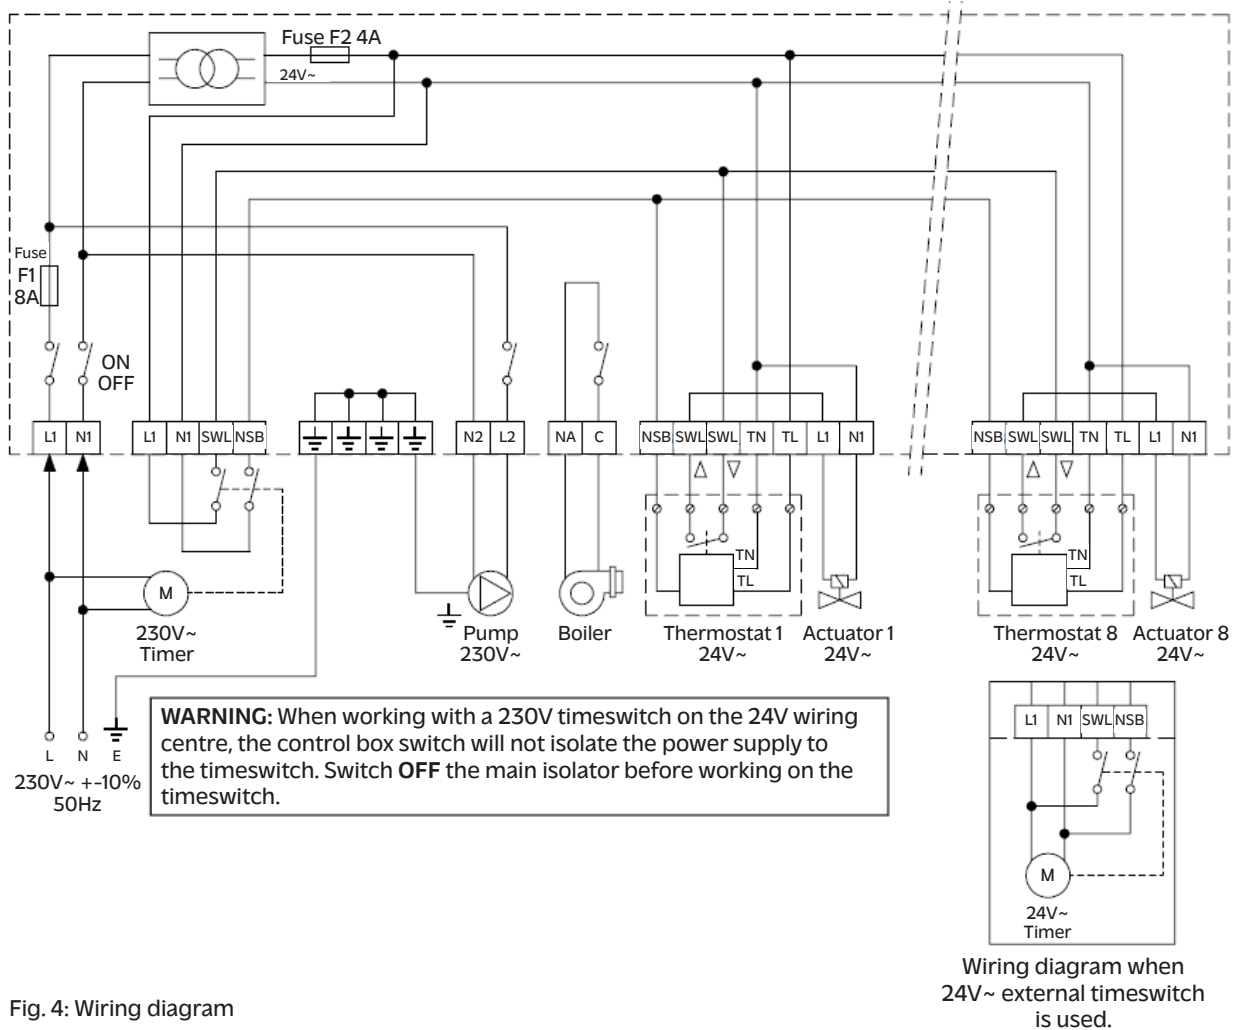 Fuse F2 4A
24V~
Fuse
F1
8A
ON
OFF
L1 N1 L1 N1 SWL NSB N2 L2 NA C NSB SWL SWL TN TL L1 N1 NSB SWL SWL TN TL L1 N1
TN
TL
TN
TL
M
230V~
Timer
Pump
230V~
Boiler
Thermostat 1
24V~
Actuator 1
24V~
Thermostat 8
24V~
Actuator 8
24V~
WARNING: When working with a 230V timeswitch on the 24V wiring
centre, the control box switch will not isolate the power supply to
the timeswitch. Switch OFF the main isolator before working on the
timeswitch.
L N E
230V~ +-10%
50Hz
L1 N1 SWL NSB
M
24V~
Timer
Wiring diagram when
24V~ external timeswitch
is used.
Fig. 4: Wiring diagram